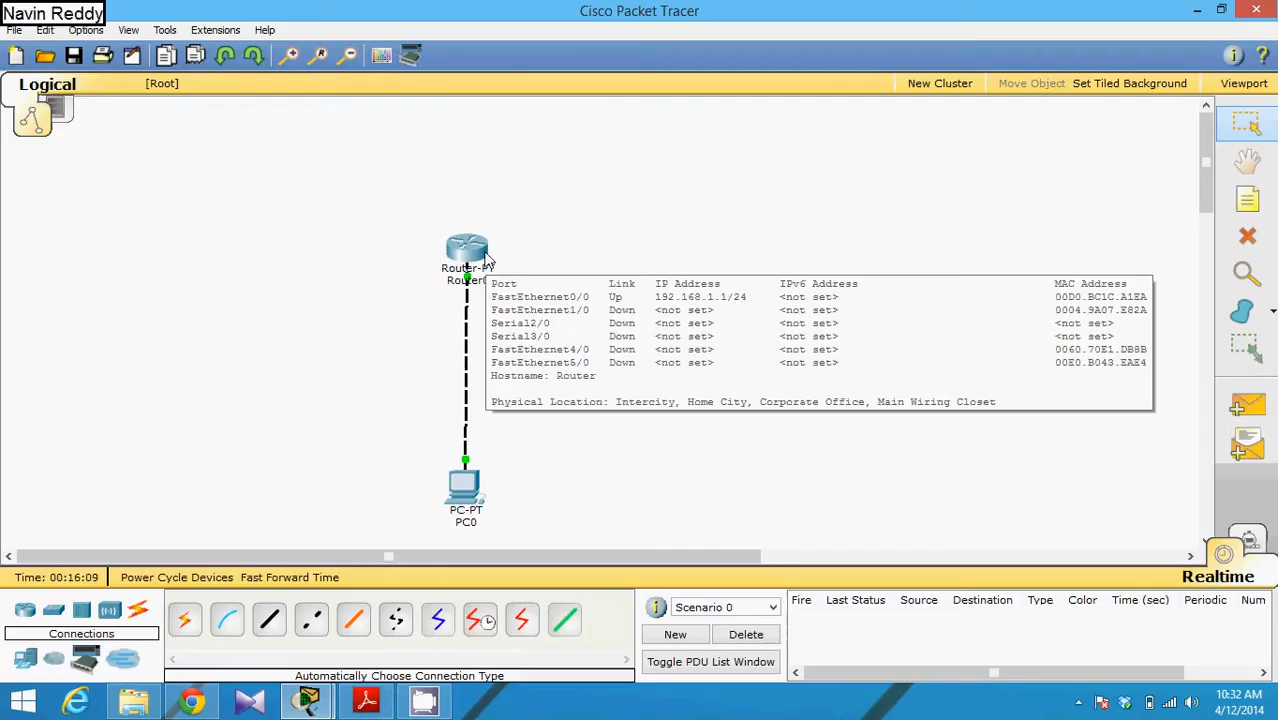 Navin Reddy
Cisco Packet Tracer
File Edit Options View Tools Extensions Help
Logical [Root] New Cluster Move Object Set Tiled Background Viewport
Router-PT
Router0
Port Link IP Address IPv6 Address MAC Address
FastEthernet0/0 Up 192.168.1.1/24 <not set> 00D0.BC1C.A1EA
FastEthernet1/0 Down <not set> <not set> 0004.9A07.E82A
Serial2/0 Down <not set> <not set> <not set>
Serial3/0 Down <not set> <not set> <not set>
FastEthernet4/0 Down <not set> <not set> 0060.70E1.DB8B
FastEthernet5/0 Down <not set> <not set> 00E0.B043.EAE4
Hostname: Router
Physical Location: Intercity, Home City, Corporate Office, Main Wiring Closet
PC-PT
PC0
Time: 00:16:09 Power Cycle Devices Fast Forward Time Realtime
Connections
Automatically Choose Connection Type
Scenario 0
New Delete
Toggle PDU List Window
Fire Last Status Source Destination Type Color Time (sec) Periodic Num
10:32 AM
4/12/2014